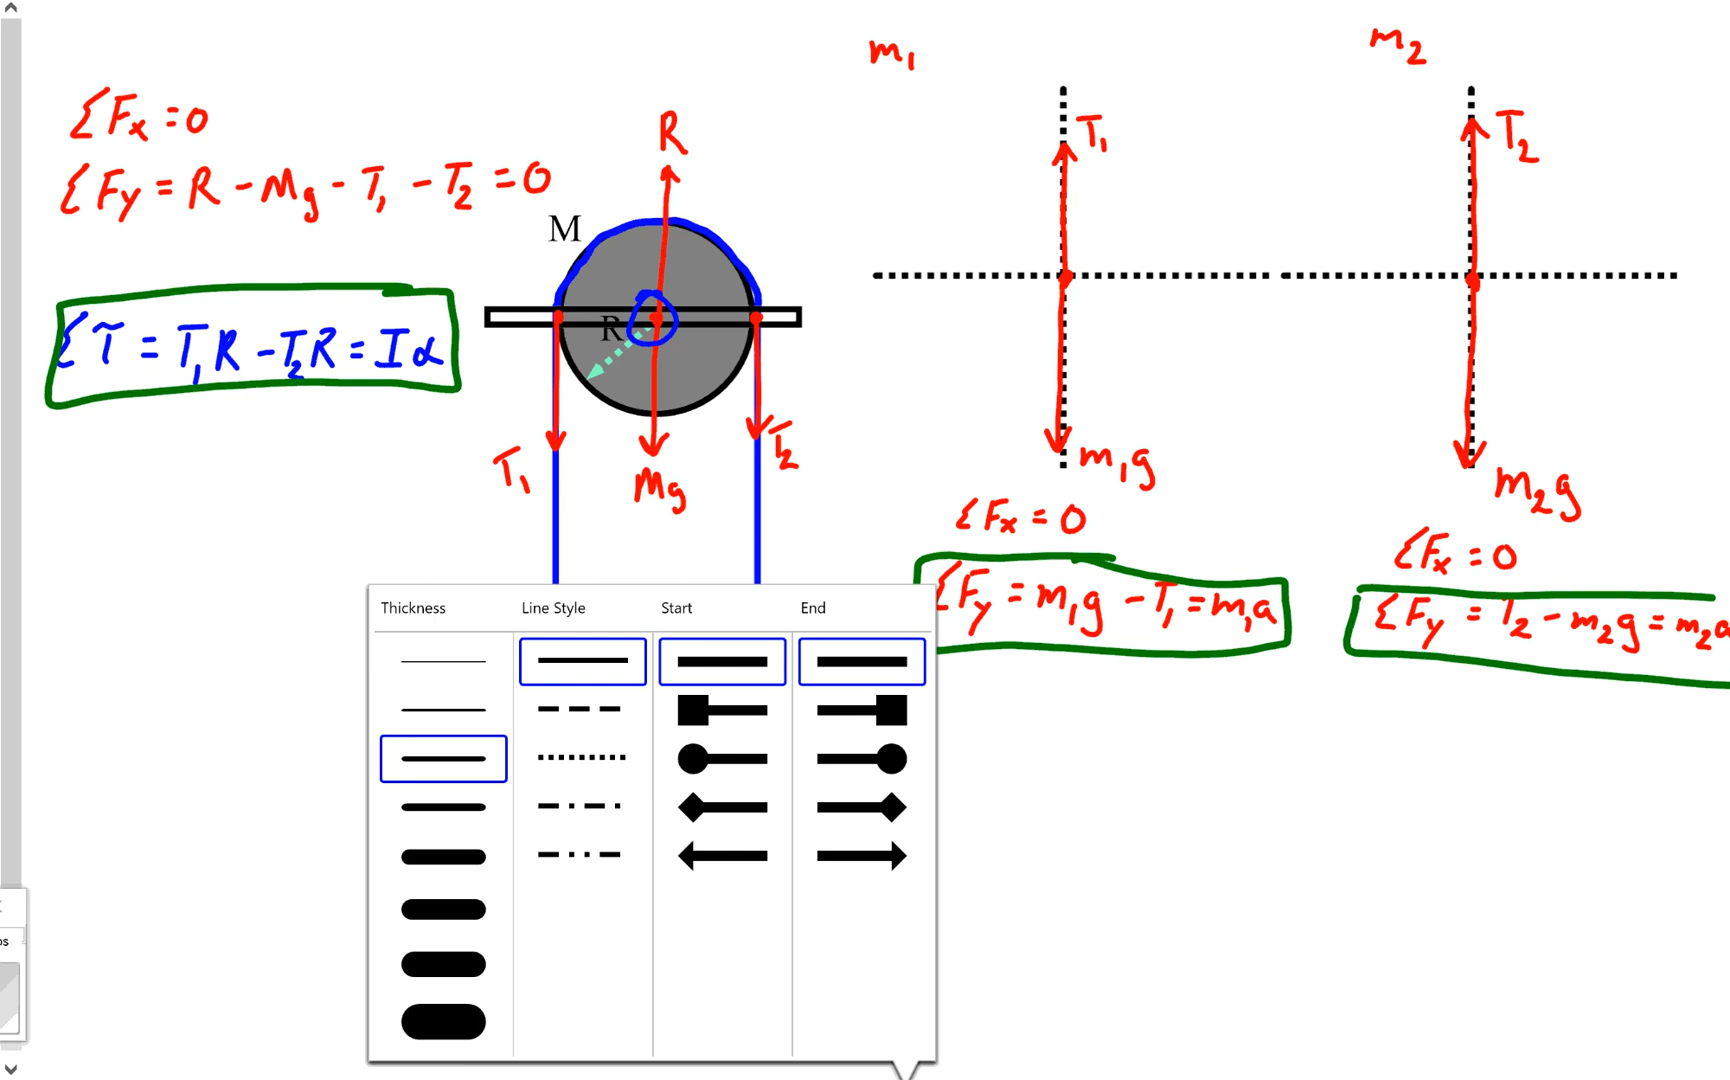 ΣFx = 0
ΣFy = R - Mg - T1 - T2 = 0
Στ = T1R - T2R = Iα
M
R
R
T1
Mg
T2
m1
T1
m1g
ΣFx = 0
ΣFy = m1g - T1 = m1a
m2
T2
m2g
ΣFx = 0
ΣFy = T2 - m2g = m2a
Thickness Line Style Start End
os